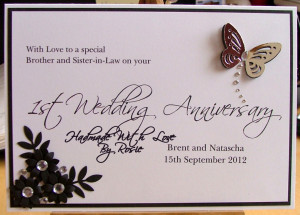 With Love to a special
Brother and Sister-in-Law on your
1st Wedding Anniversary
Hadmade With Love
By Rosie
Brent and Natascha
15th September 2012